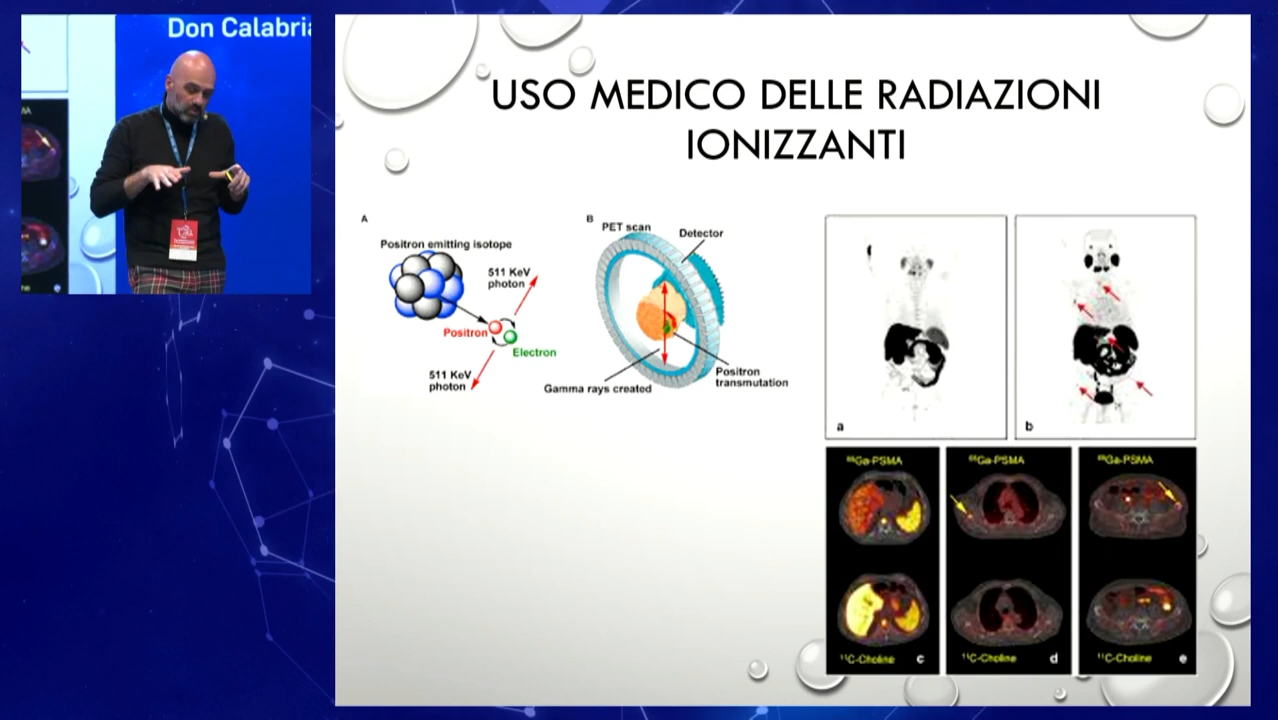 Don Calabria
USO MEDICO DELLE RADIAZIONI
IONIZZANTI
A
Positron emitting isotope
511 KeV
photon
Positron
Electron
511 KeV
photon
B
PET scan
Detector
Gamma rays created
Positron
transmutation
a
b
⁶⁸Ga-PSMA
⁶⁸Ga-PSMA
⁶⁸Ga-PSMA
¹¹C-Choline
c
¹¹C-Choline
d
¹¹C-Choline
e